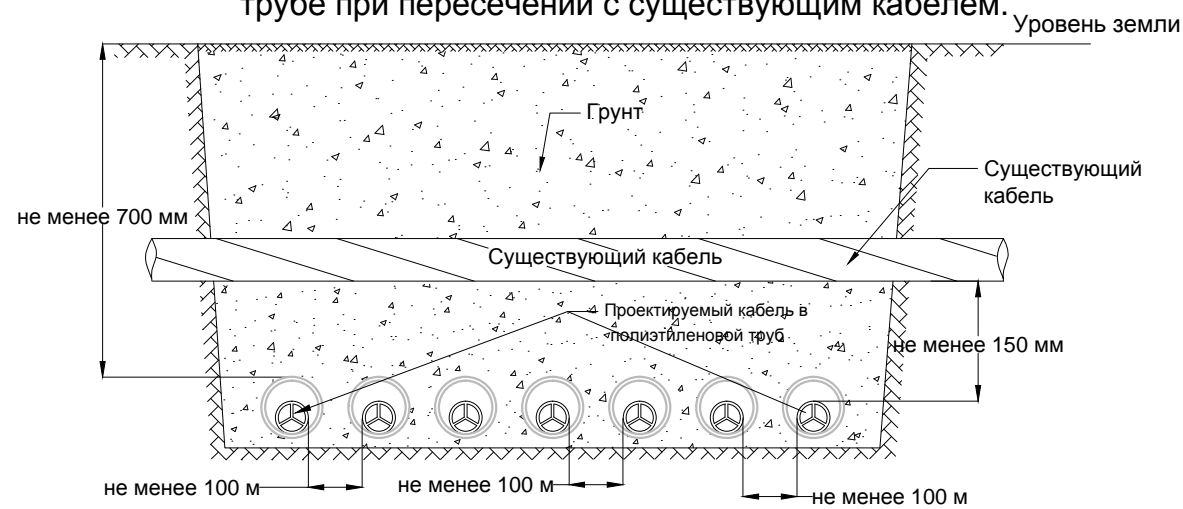 трубе при пересечении с существующим кабелем.
Уровень земли
Грунт
Существующий
кабель
не менее 700 мм
Существующий кабель
Проектируемый кабель в
полиэтиленовой труб
не менее 150 мм
не менее 100 м
не менее 100 м
не менее 100 м